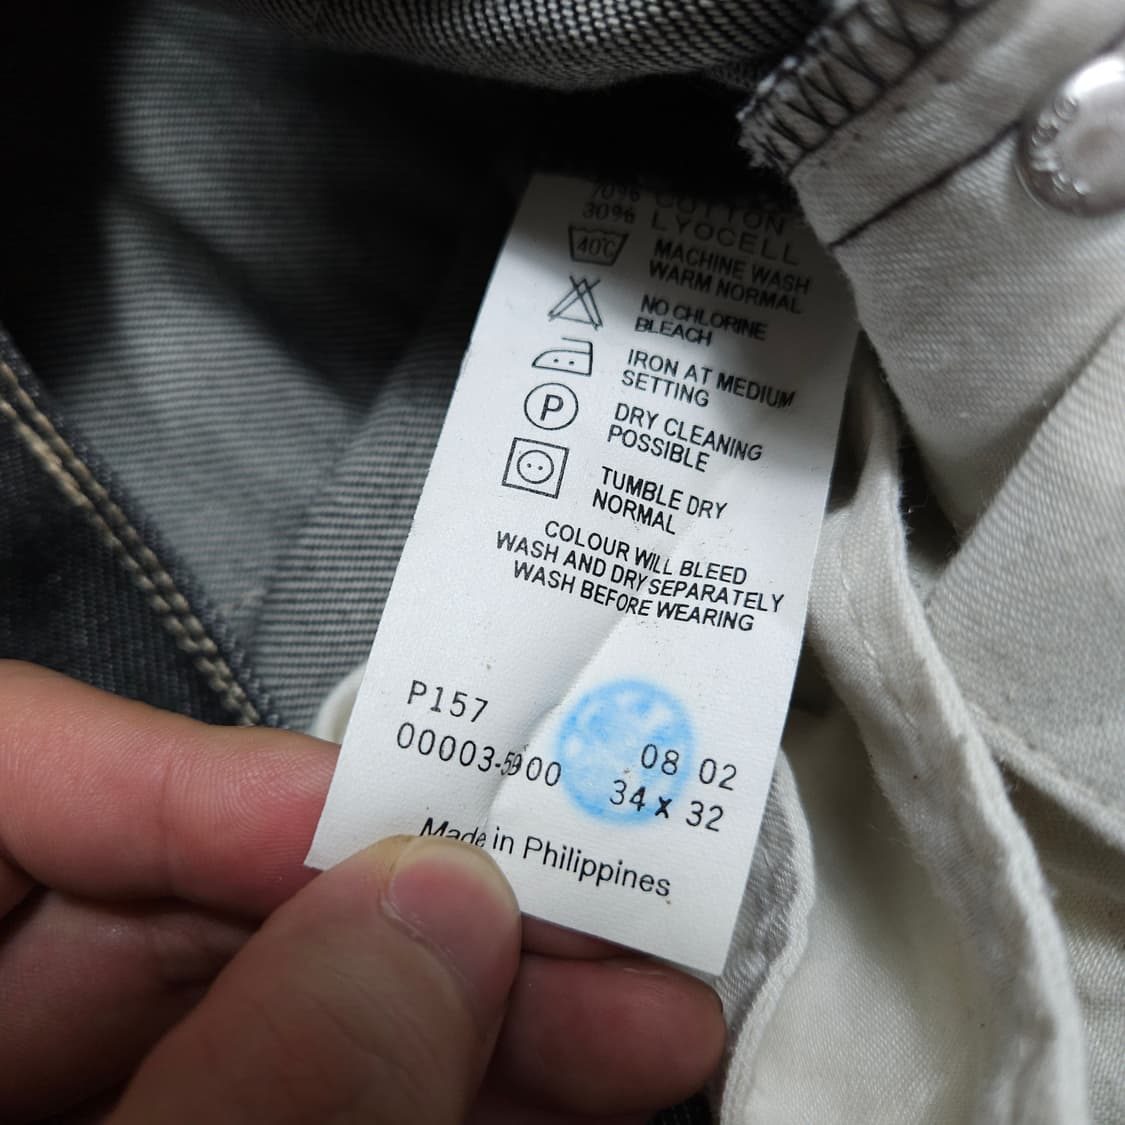 70% COTTON
30% LYOCELL
40°C MACHINE WASH
WARM NORMAL
NO CHLORINE
BLEACH
IRON AT MEDIUM
SETTING
P DRY CLEANING
POSSIBLE
TUMBLE DRY
NORMAL
COLOUR WILL BLEED
WASH AND DRY SEPARATELY
WASH BEFORE WEARING
P157
00003-5900 08 02
34 x 32
Made in Philippines